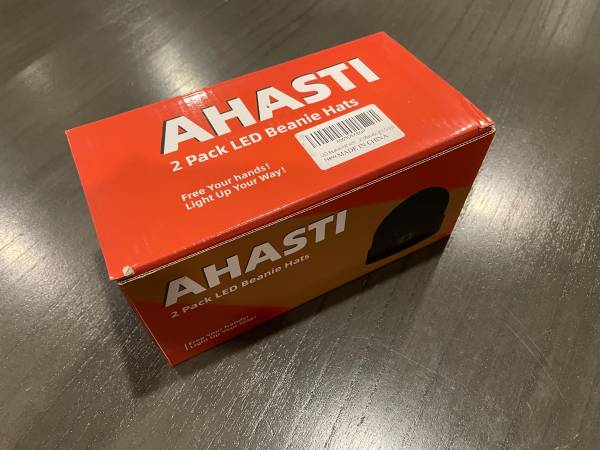 AHASTI
2 Pack LED Beanie Hats
New MADE IN CHINA
Free Your hands!
Light Up Your Way!
AHASTI
2 Pack LED Beanie Hats
Free Your hands!
Light Up Your Way!